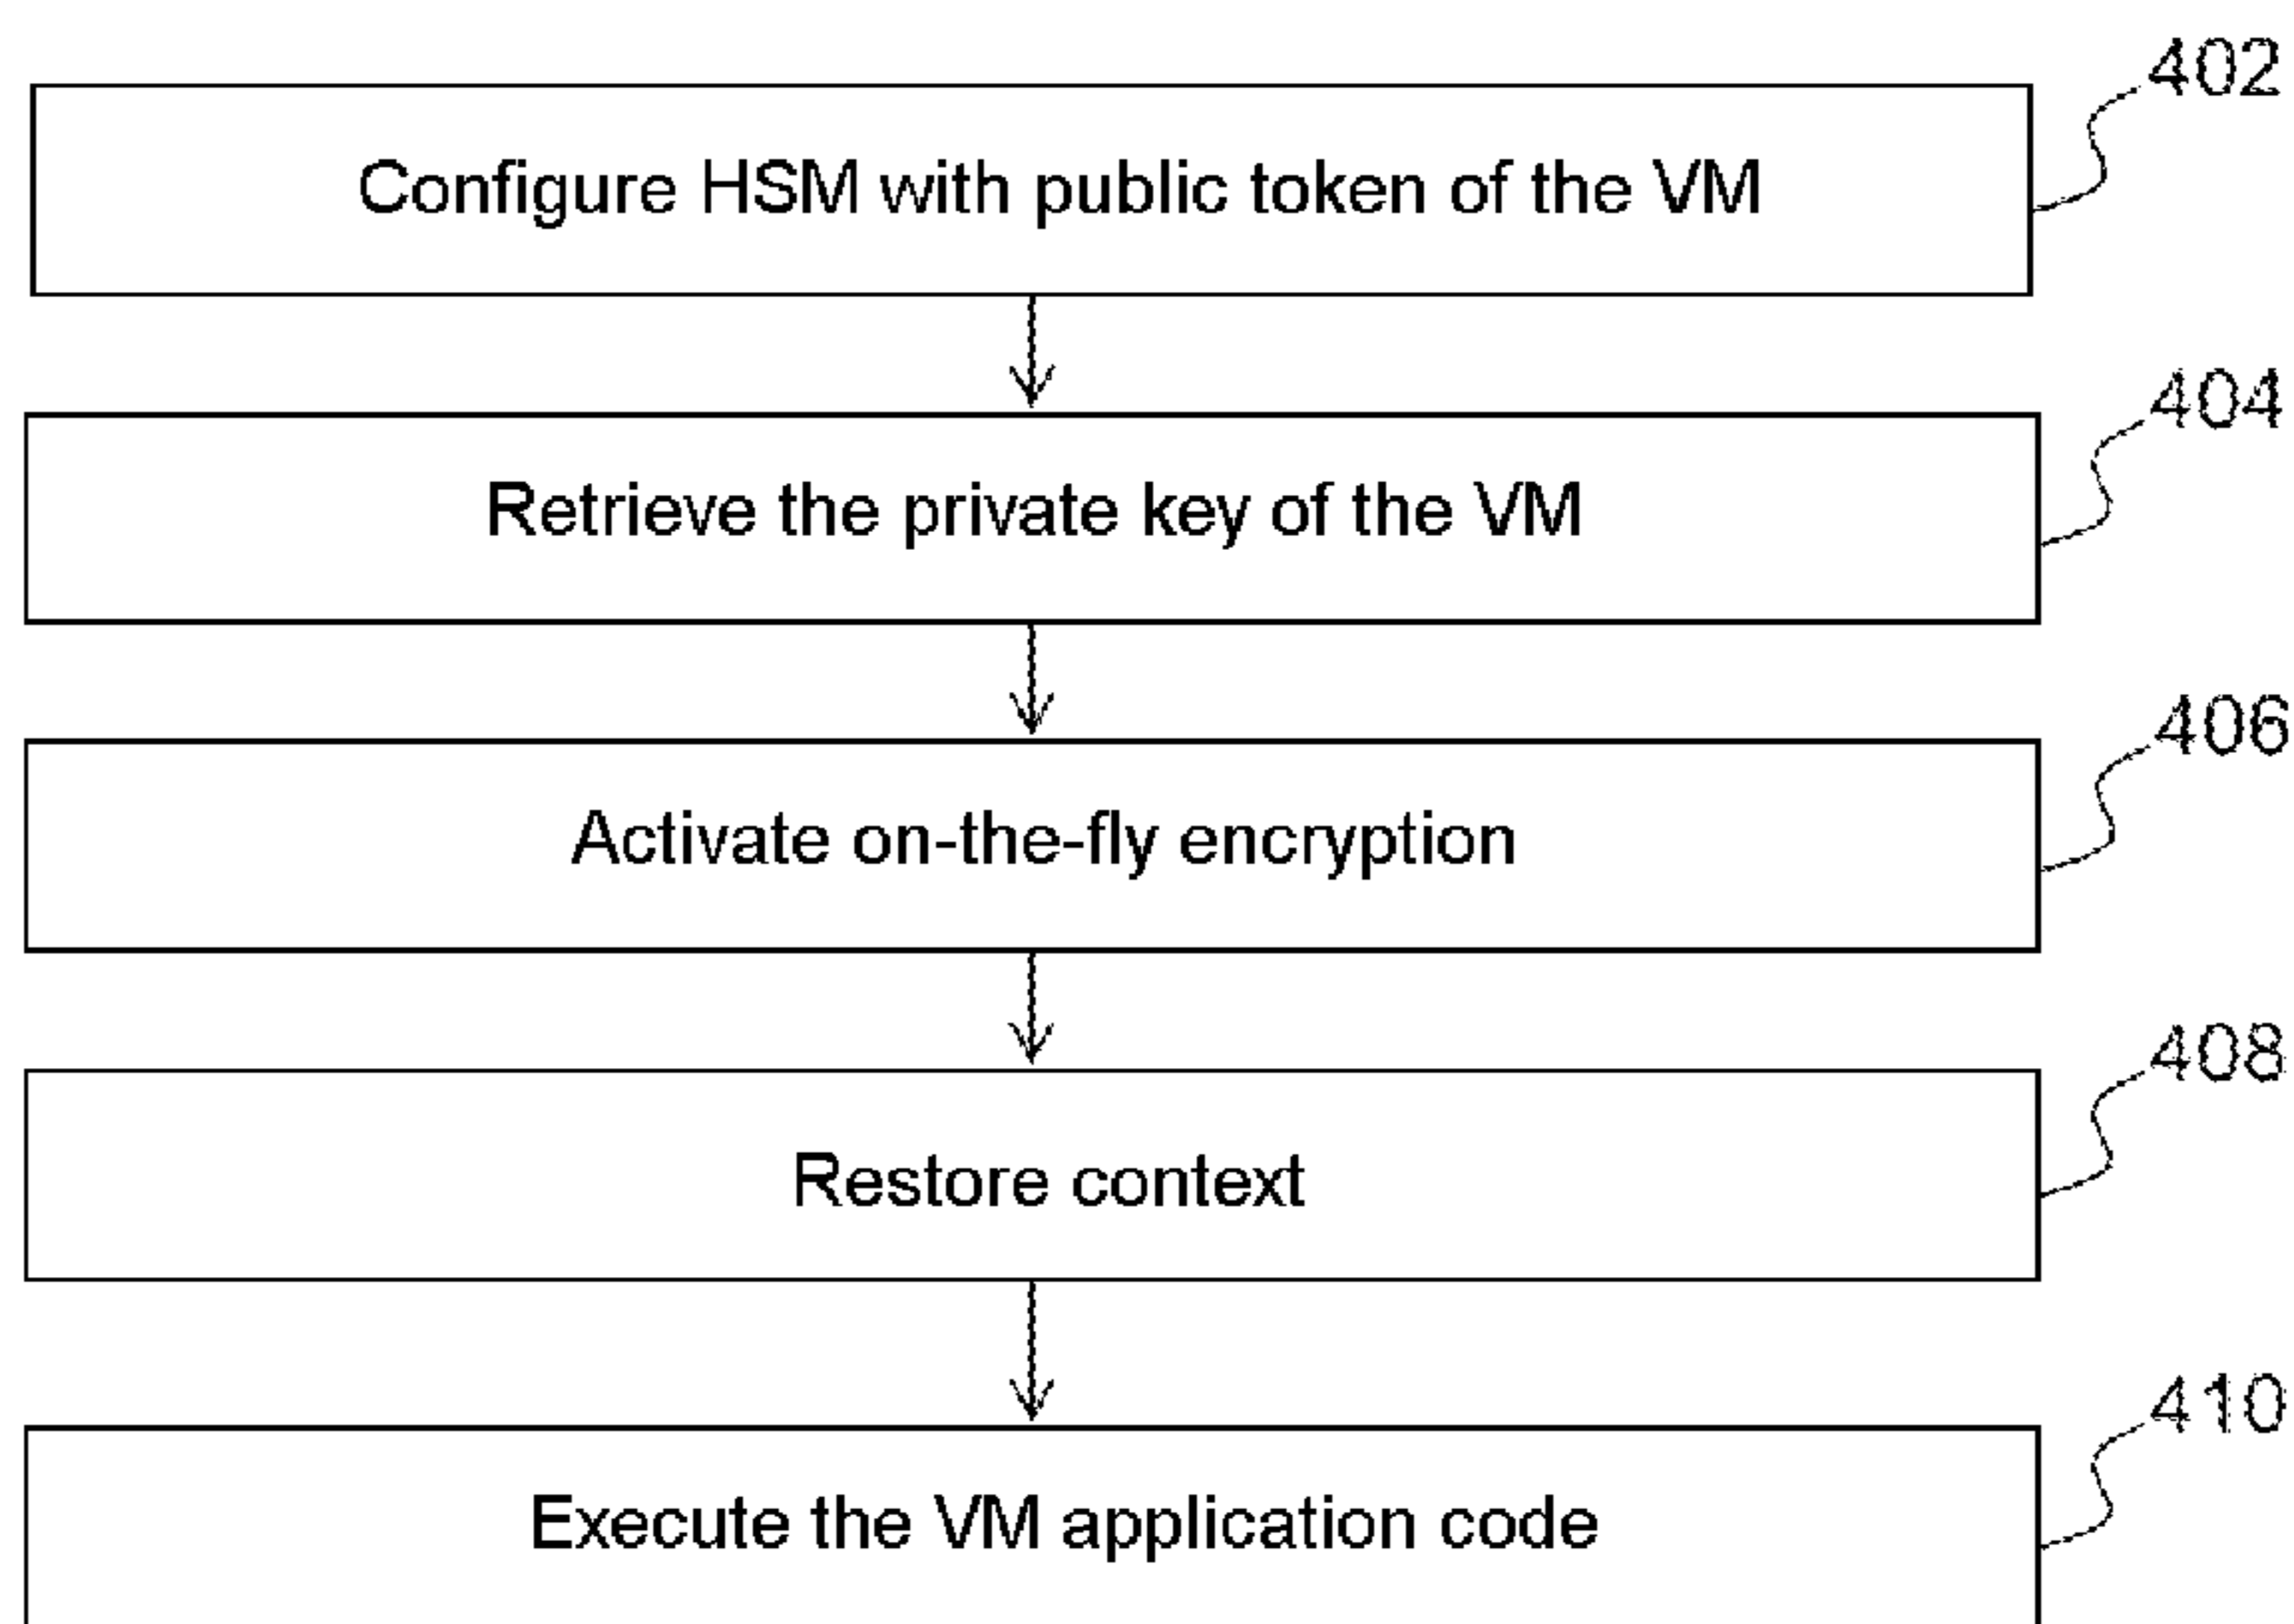 402
Configure HSM with public token of the VM
404
Retrieve the private key of the VM
406
Activate on-the-fly encryption
408
Restore context
410
Execute the VM application code